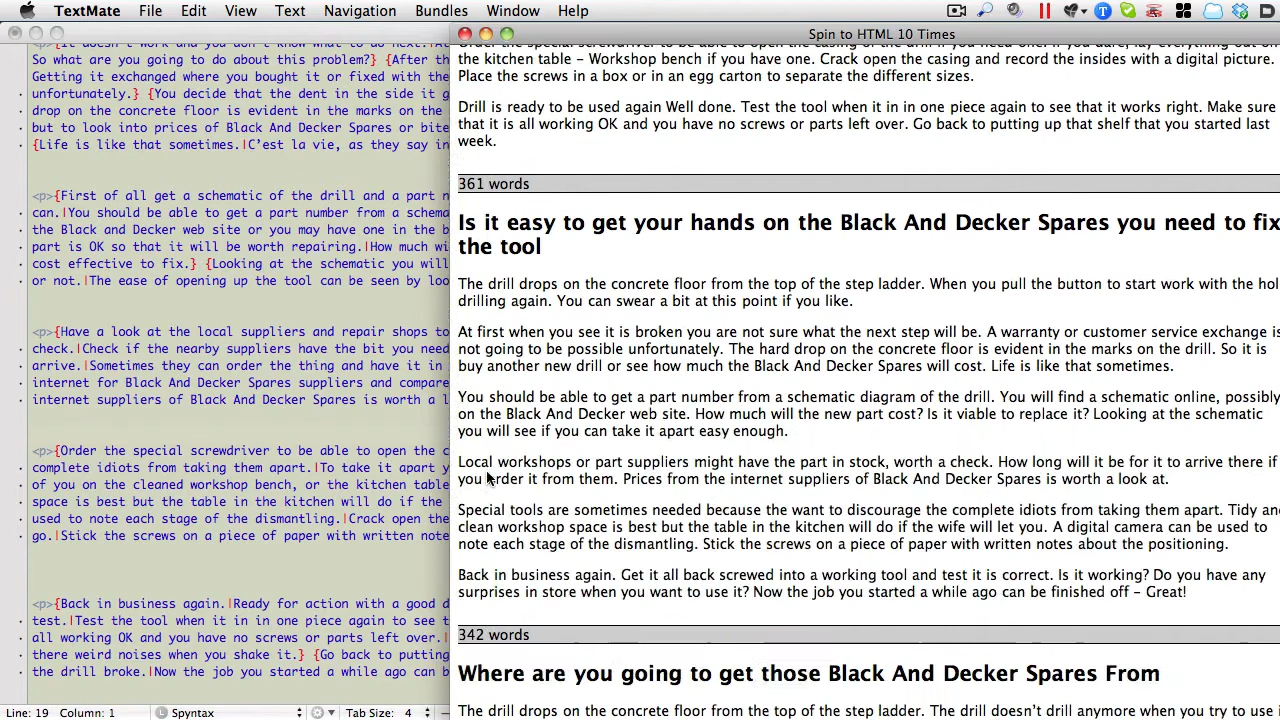 TextMate File Edit View Text Navigation Bundles Window Help
Spin to HTML 10 Times
<p>{It doesn't work and you don't know what to do next.|At
So what are you going to do about this problem?} {After th
Getting it exchanged where you bought it or fixed with the
unfortunately.} {You decide that the dent in the side it g
drop on the concrete floor is evident in the marks on the
but to look into prices of Black And Decker Spares or bite
{Life is like that sometimes.|C'est la vie, as they say in
<p>{First of all get a schematic of the drill and a part n
can.|You should be able to get a part number from a schema
the Black and Decker web site or you may have one in the b
part is OK so that it will be worth repairing.|How much wi
cost effective to fix.} {Looking at the schematic you will
or not.|The ease of opening up the tool can be seen by loo
<p>{Have a look at the local suppliers and repair shops to
check.|Check if the nearby suppliers have the bit you need
arrive.|Sometimes they can order the thing and have it in
internet for Black And Decker Spares suppliers and compare
internet suppliers of Black And Decker Spares is worth a l
<p>{Order the special screwdriver to be able to open the c
complete idiots from taking them apart.|To take it apart y
of you on the cleaned workshop bench, or the kitchen table
space is best but the table in the kitchen will do if the
used to note each stage of the dismantling.|Crack open the
go.|Stick the screws on a piece of paper with written note
<p>{Back in business again.|Ready for action with a good d
test.|Test the tool when it in in one piece again to see t
all working OK and you have no screws or parts left over.|
there weird noises when you shake it.} {Go back to putting
the drill broke.|Now the job you started a while ago can b
Line: 19 Column: 1 Spyntax Tab Size: 4
Order the special screwdriver to be able to open the casing of the drill if you need one. If you dare, lay everything out on
the kitchen table – Workshop bench if you have one. Crack open the casing and record the insides with a digital picture.
Place the screws in a box or in an egg carton to separate the different sizes.
Drill is ready to be used again Well done. Test the tool when it in in one piece again to see that it works right. Make sure
that it is all working OK and you have no screws or parts left over. Go back to putting up that shelf that you started last
week.
361 words
Is it easy to get your hands on the Black And Decker Spares you need to fix
the tool
The drill drops on the concrete floor from the top of the step ladder. When you pull the button to start work with the hol
drilling again. You can swear a bit at this point if you like.
At first when you see it is broken you are not sure what the next step will be. A warranty or customer service exchange is
not going to be possible unfortunately. The hard drop on the concrete floor is evident in the marks on the drill. So it is
buy another new drill or see how much the Black And Decker Spares will cost. Life is like that sometimes.
You should be able to get a part number from a schematic diagram of the drill. You will find a schematic online, possibly
on the Black And Decker web site. How much will the new part cost? Is it viable to replace it? Looking at the schematic
you will see if you can take it apart easy enough.
Local workshops or part suppliers might have the part in stock, worth a check. How long will it be for it to arrive there if
you order it from them. Prices from the internet suppliers of Black And Decker Spares is worth a look at.
Special tools are sometimes needed because the want to discourage the complete idiots from taking them apart. Tidy and
clean workshop space is best but the table in the kitchen will do if the wife will let you. A digital camera can be used to
note each stage of the dismantling. Stick the screws on a piece of paper with written notes about the positioning.
Back in business again. Get it all back screwed into a working tool and test it is correct. Is it working? Do you have any
surprises in store when you want to use it? Now the job you started a while ago can be finished off – Great!
342 words
Where are you going to get those Black And Decker Spares From
The drill drops on the concrete floor from the top of the step ladder. The drill doesn't drill anymore when you try to use i